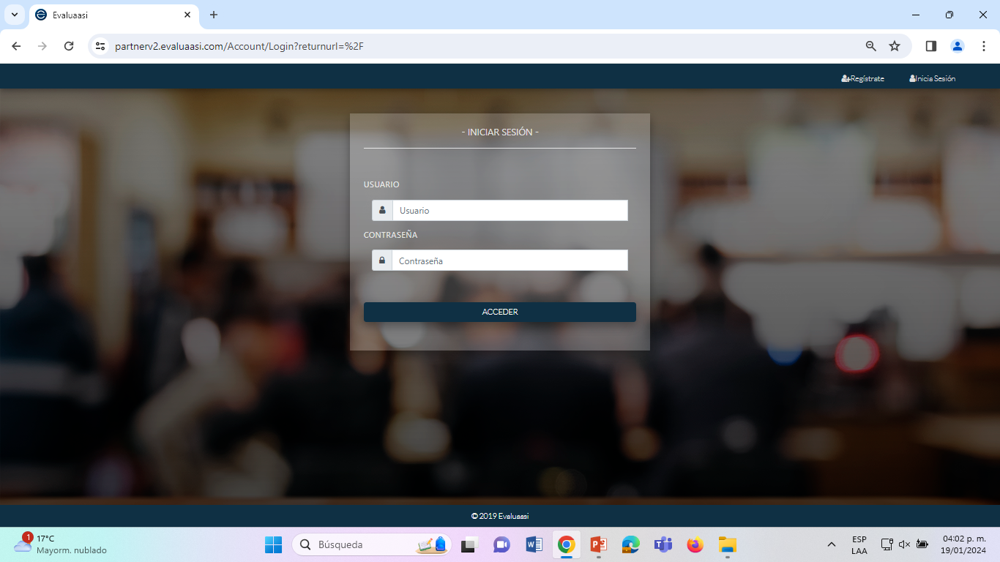 Evaluaasi
partnerv2.evaluaasi.com/Account/Login?returnurl=%2F
Regístrate
Inicia Sesión
- INICIAR SESIÓN -
USUARIO
Usuario
CONTRASEÑA
Contraseña
ACCEDER
© 2019 Evaluaasi
1
17°C
Mayorm. nublado
Búsqueda
ESP
LAA
04:02 p. m.
19/01/2024